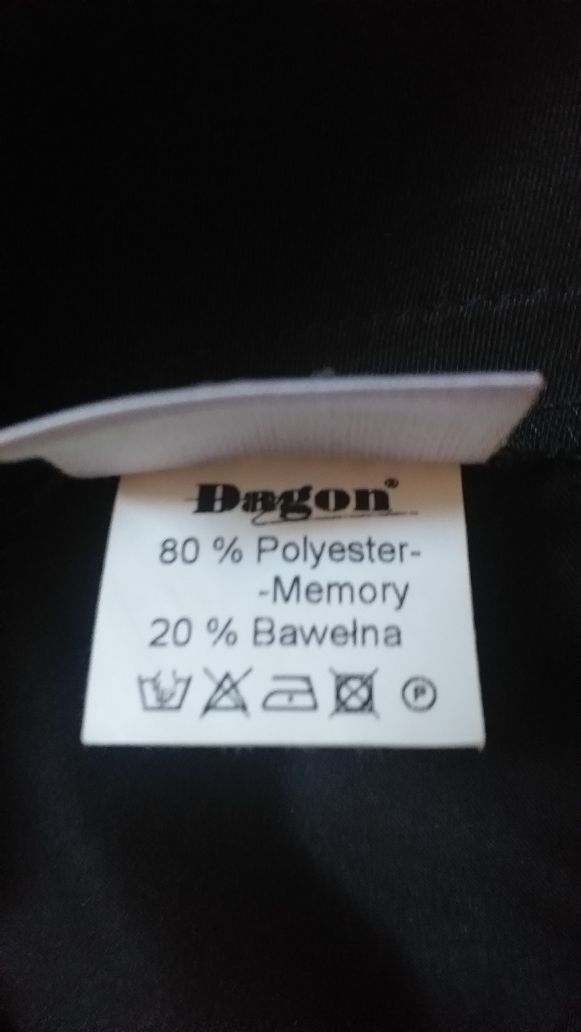 Dagon®
80 % Polyester-
-Memory
20 % Bawełna
P